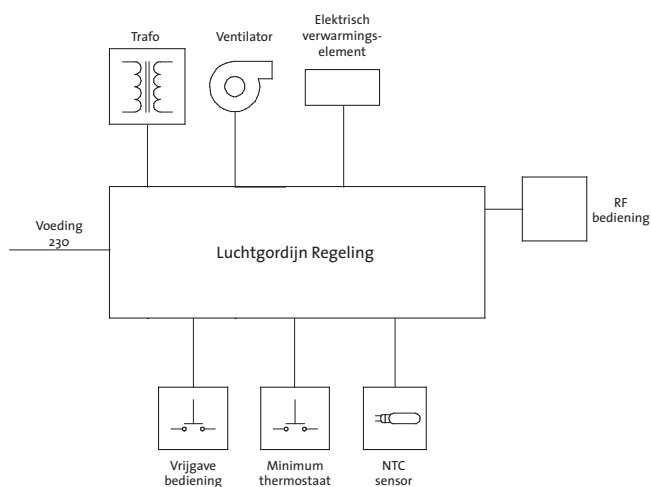 Trafo
Ventilator
Elektrisch
verwarmings-
element
RF
bediening
Voeding
230
Luchtgordijn Regeling
Vrijgave
bediening
Minimum
thermostaat
NTC
sensor